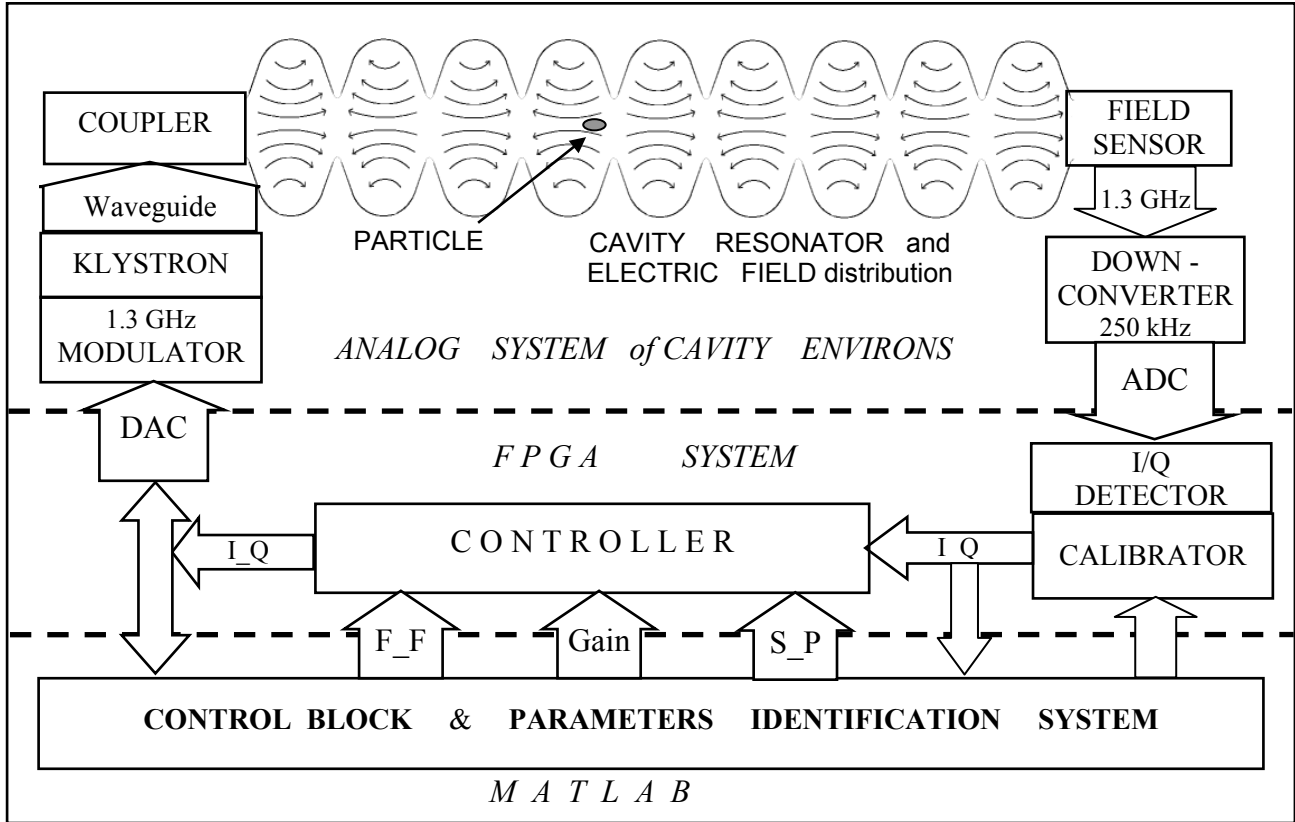 COUPLER
Waveguide
KLYSTRON
1.3 GHz
MODULATOR
DAC
PARTICLE
CAVITY RESONATOR and
ELECTRIC FIELD distribution
FIELD
SENSOR
1.3 GHz
DOWN -
CONVERTER
250 kHz
ADC
ANALOG SYSTEM of CAVITY ENVIRONS
F P G A SYSTEM
I/Q
DETECTOR
CALIBRATOR
I Q
C O N T R O L L E R
I_Q
F_F
Gain
S_P
CONTROL BLOCK & PARAMETERS IDENTIFICATION SYSTEM
M A T L A B